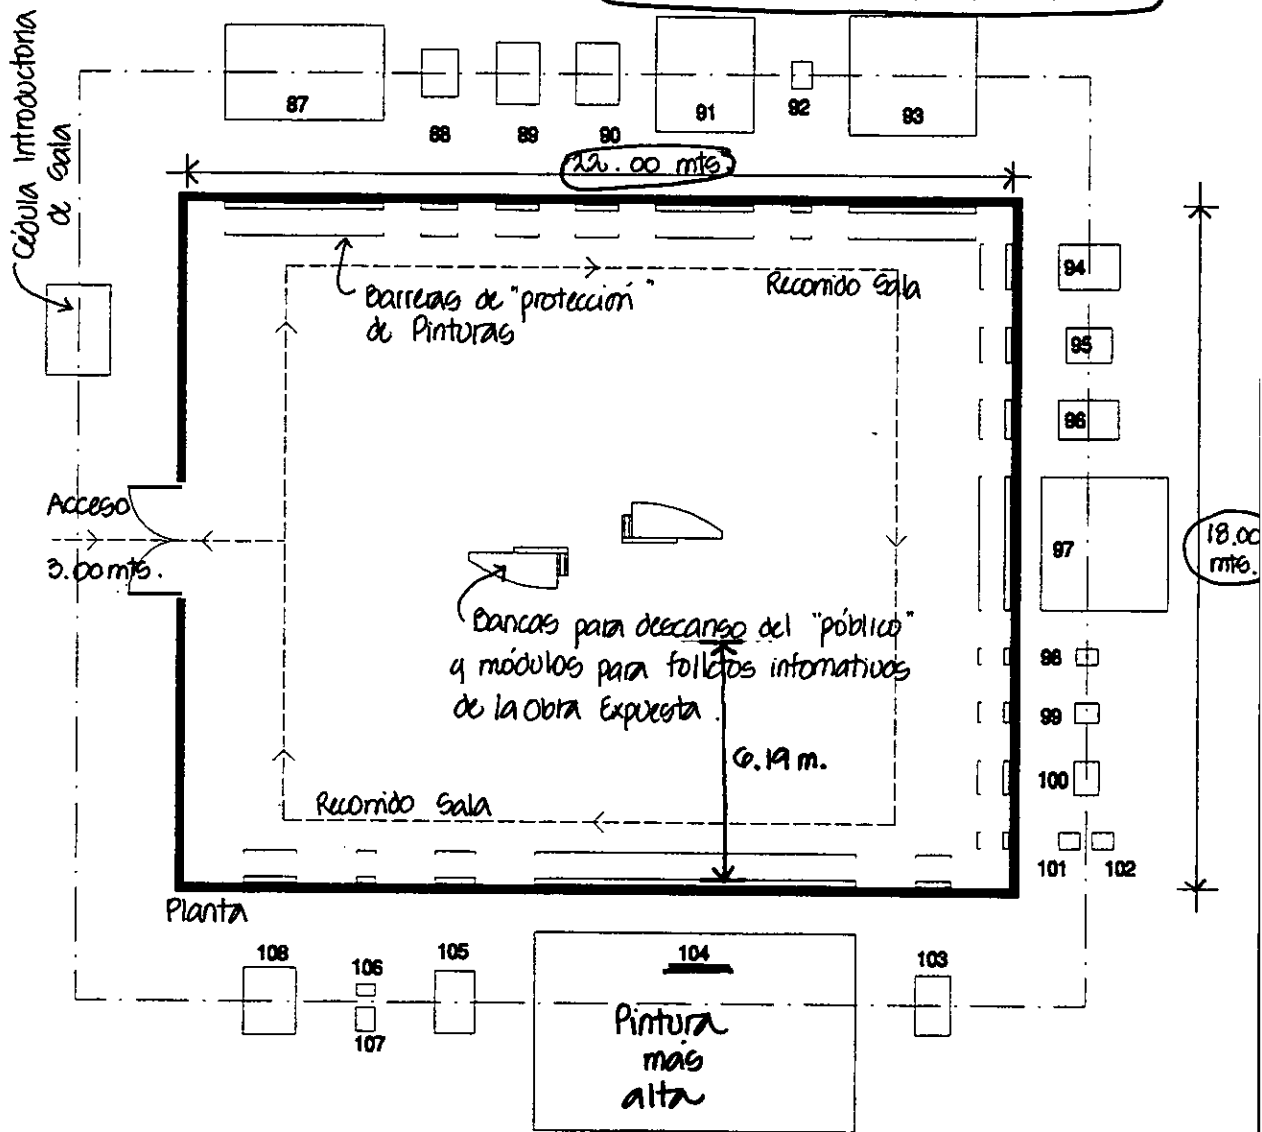 Cédula Introductoria
de Sala
87
88
89
90
91
92
93
22.00 mts
94
95
96
97
98
99
100
101
102
18.00
mts.
Recorrido Sala
Barreras de "protección"
de Pinturas
Acceso
3.00 mts.
Bancas para descanso del "público"
y módulos para folletos informativos
de la Obra Expuesta.
6.19 m.
Recorrido Sala
Planta
108
106
107
105
104
103
Pintura
más
alta